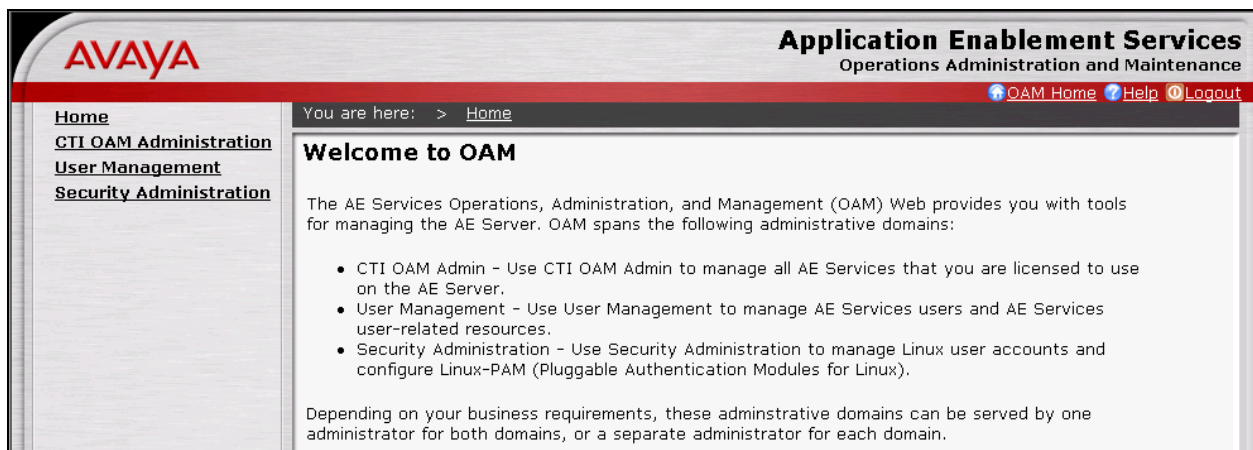 AVAYA
Application Enablement Services
Operations Administration and Maintenance
OAM Home Help Logout
Home
CTI OAM Administration
User Management
Security Administration
You are here: > Home
Welcome to OAM
The AE Services Operations, Administration, and Management (OAM) Web provides you with tools
for managing the AE Server. OAM spans the following administrative domains:
• CTI OAM Admin - Use CTI OAM Admin to manage all AE Services that you are licensed to use
on the AE Server.
• User Management - Use User Management to manage AE Services users and AE Services
user-related resources.
• Security Administration - Use Security Administration to manage Linux user accounts and
configure Linux-PAM (Pluggable Authentication Modules for Linux).
Depending on your business requirements, these adminstrative domains can be served by one
administrator for both domains, or a separate administrator for each domain.